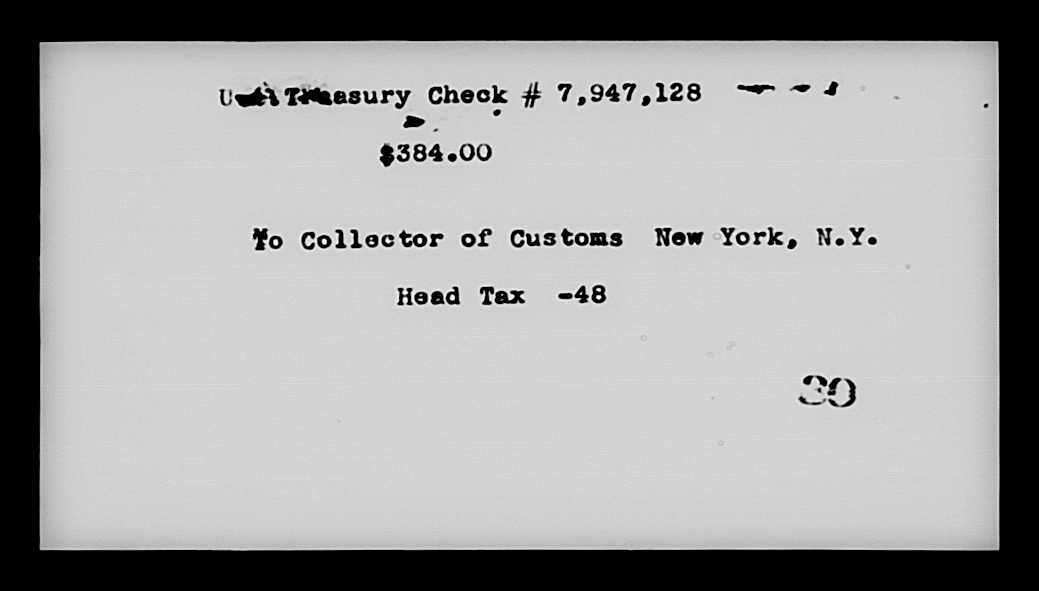 Treasury Check # 7,947,128
$384.00
To Collector of Customs New York, N.Y.
Head Tax -48
30